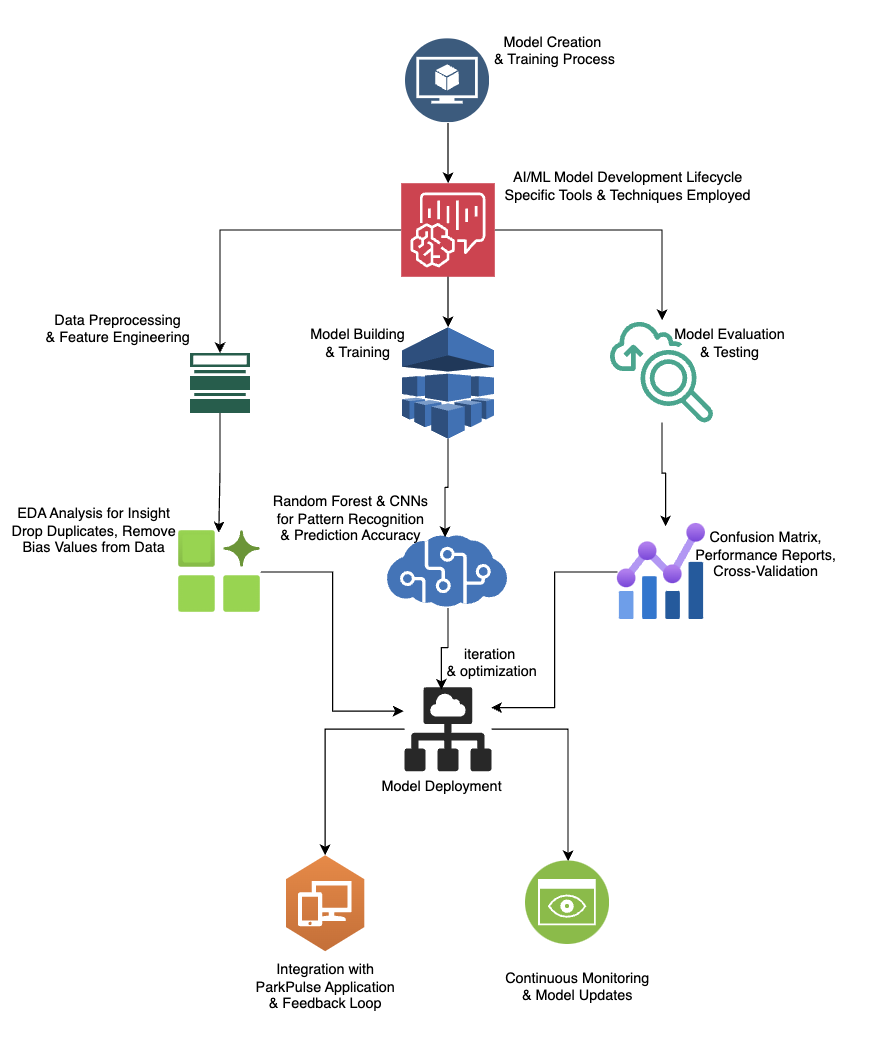 Model Creation
& Training Process
AI/ML Model Development Lifecycle
Specific Tools & Techniques Employed
Data Preprocessing
& Feature Engineering
Model Building
& Training
Model Evaluation
& Testing
EDA Analysis for Insight
Drop Duplicates, Remove
Bias Values from Data
Random Forest & CNNs
for Pattern Recognition
& Prediction Accuracy
Confusion Matrix,
Performance Reports,
Cross-Validation
iteration
& optimization
Model Deployment
Integration with
ParkPulse Application
& Feedback Loop
Continuous Monitoring
& Model Updates